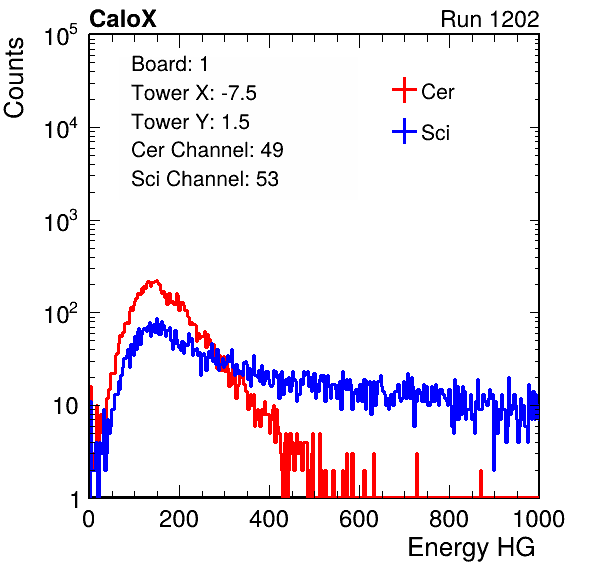 CaloX Run 1202
Counts
10^5
10^4
10^3
10^2
10
1
Board: 1
Tower X: -7.5
Tower Y: 1.5
Cer Channel: 49
Sci Channel: 53
Cer
Sci
0 200 400 600 800 1000
Energy HG